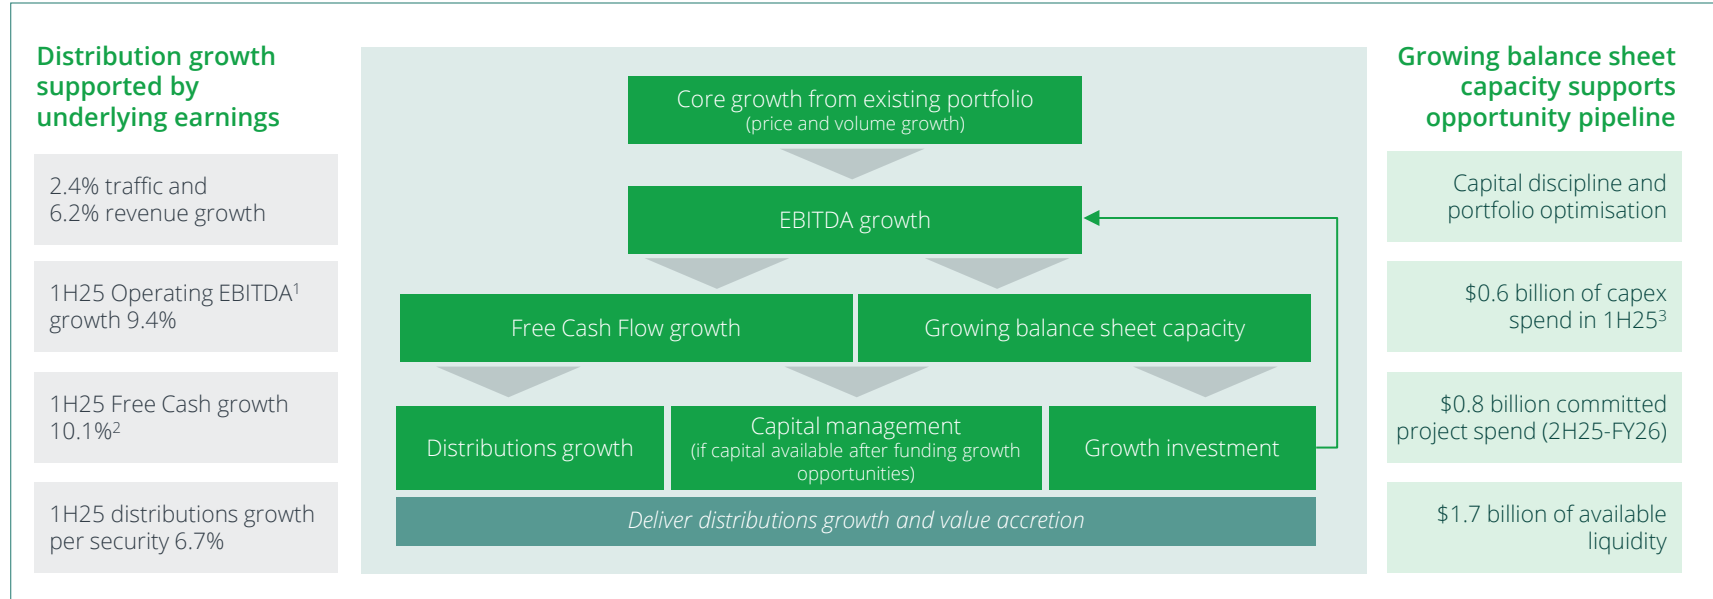 Distribution growth
supported by
underlying earnings
2.4% traffic and
6.2% revenue growth
1H25 Operating EBITDA¹
growth 9.4%
1H25 Free Cash growth
10.1%²
1H25 distributions growth
per security 6.7%
Core growth from existing portfolio
(price and volume growth)
EBITDA growth
Free Cash Flow growth
Growing balance sheet capacity
Distributions growth
Capital management
(if capital available after funding growth
opportunities)
Growth investment
Deliver distributions growth and value accretion
Growing balance sheet
capacity supports
opportunity pipeline
Capital discipline and
portfolio optimisation
$0.6 billion of capex
spend in 1H25³
$0.8 billion committed
project spend (2H25-FY26)
$1.7 billion of available
liquidity